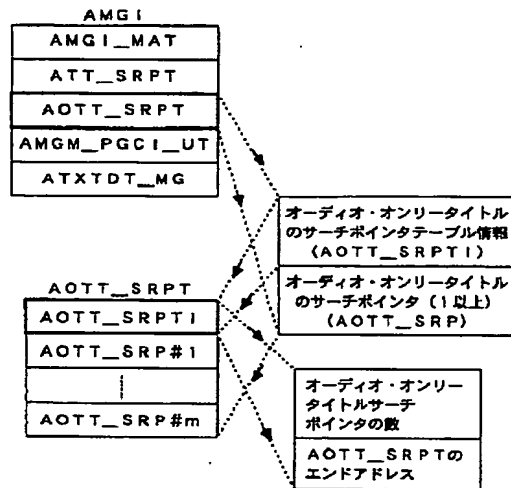 AMGI
AMGI_MAT
ATT_SRPT
AOTT_SRPT
AMGM_PGCI_UT
ATXTDT_MG
オーディオ・オンリータイトル
のサーチポインタテーブル情報
(AOTT_SRPTI)
オーディオ・オンリータイトル
のサーチポインタ(1以上)
(AOTT_SRP)
AOTT_SRPT
AOTT_SRPTI
AOTT_SRP#1
AOTT_SRP#m
オーディオ・オンリー
タイトルサーチ
ポインタの数
AOTT_SRPTの
エンドアドレス